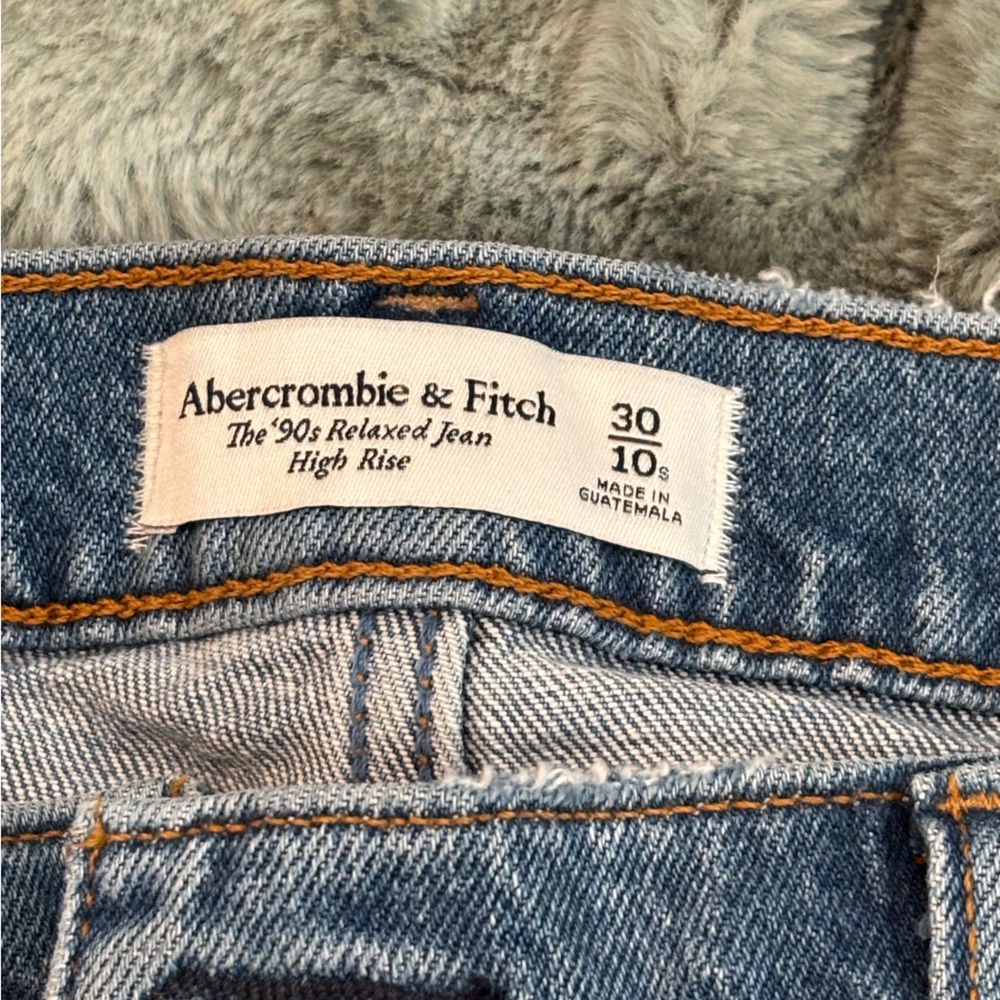 Abercrombie & Fitch
The '90s Relaxed Jean
High Rise
30
10s
MADE IN
GUATEMALA